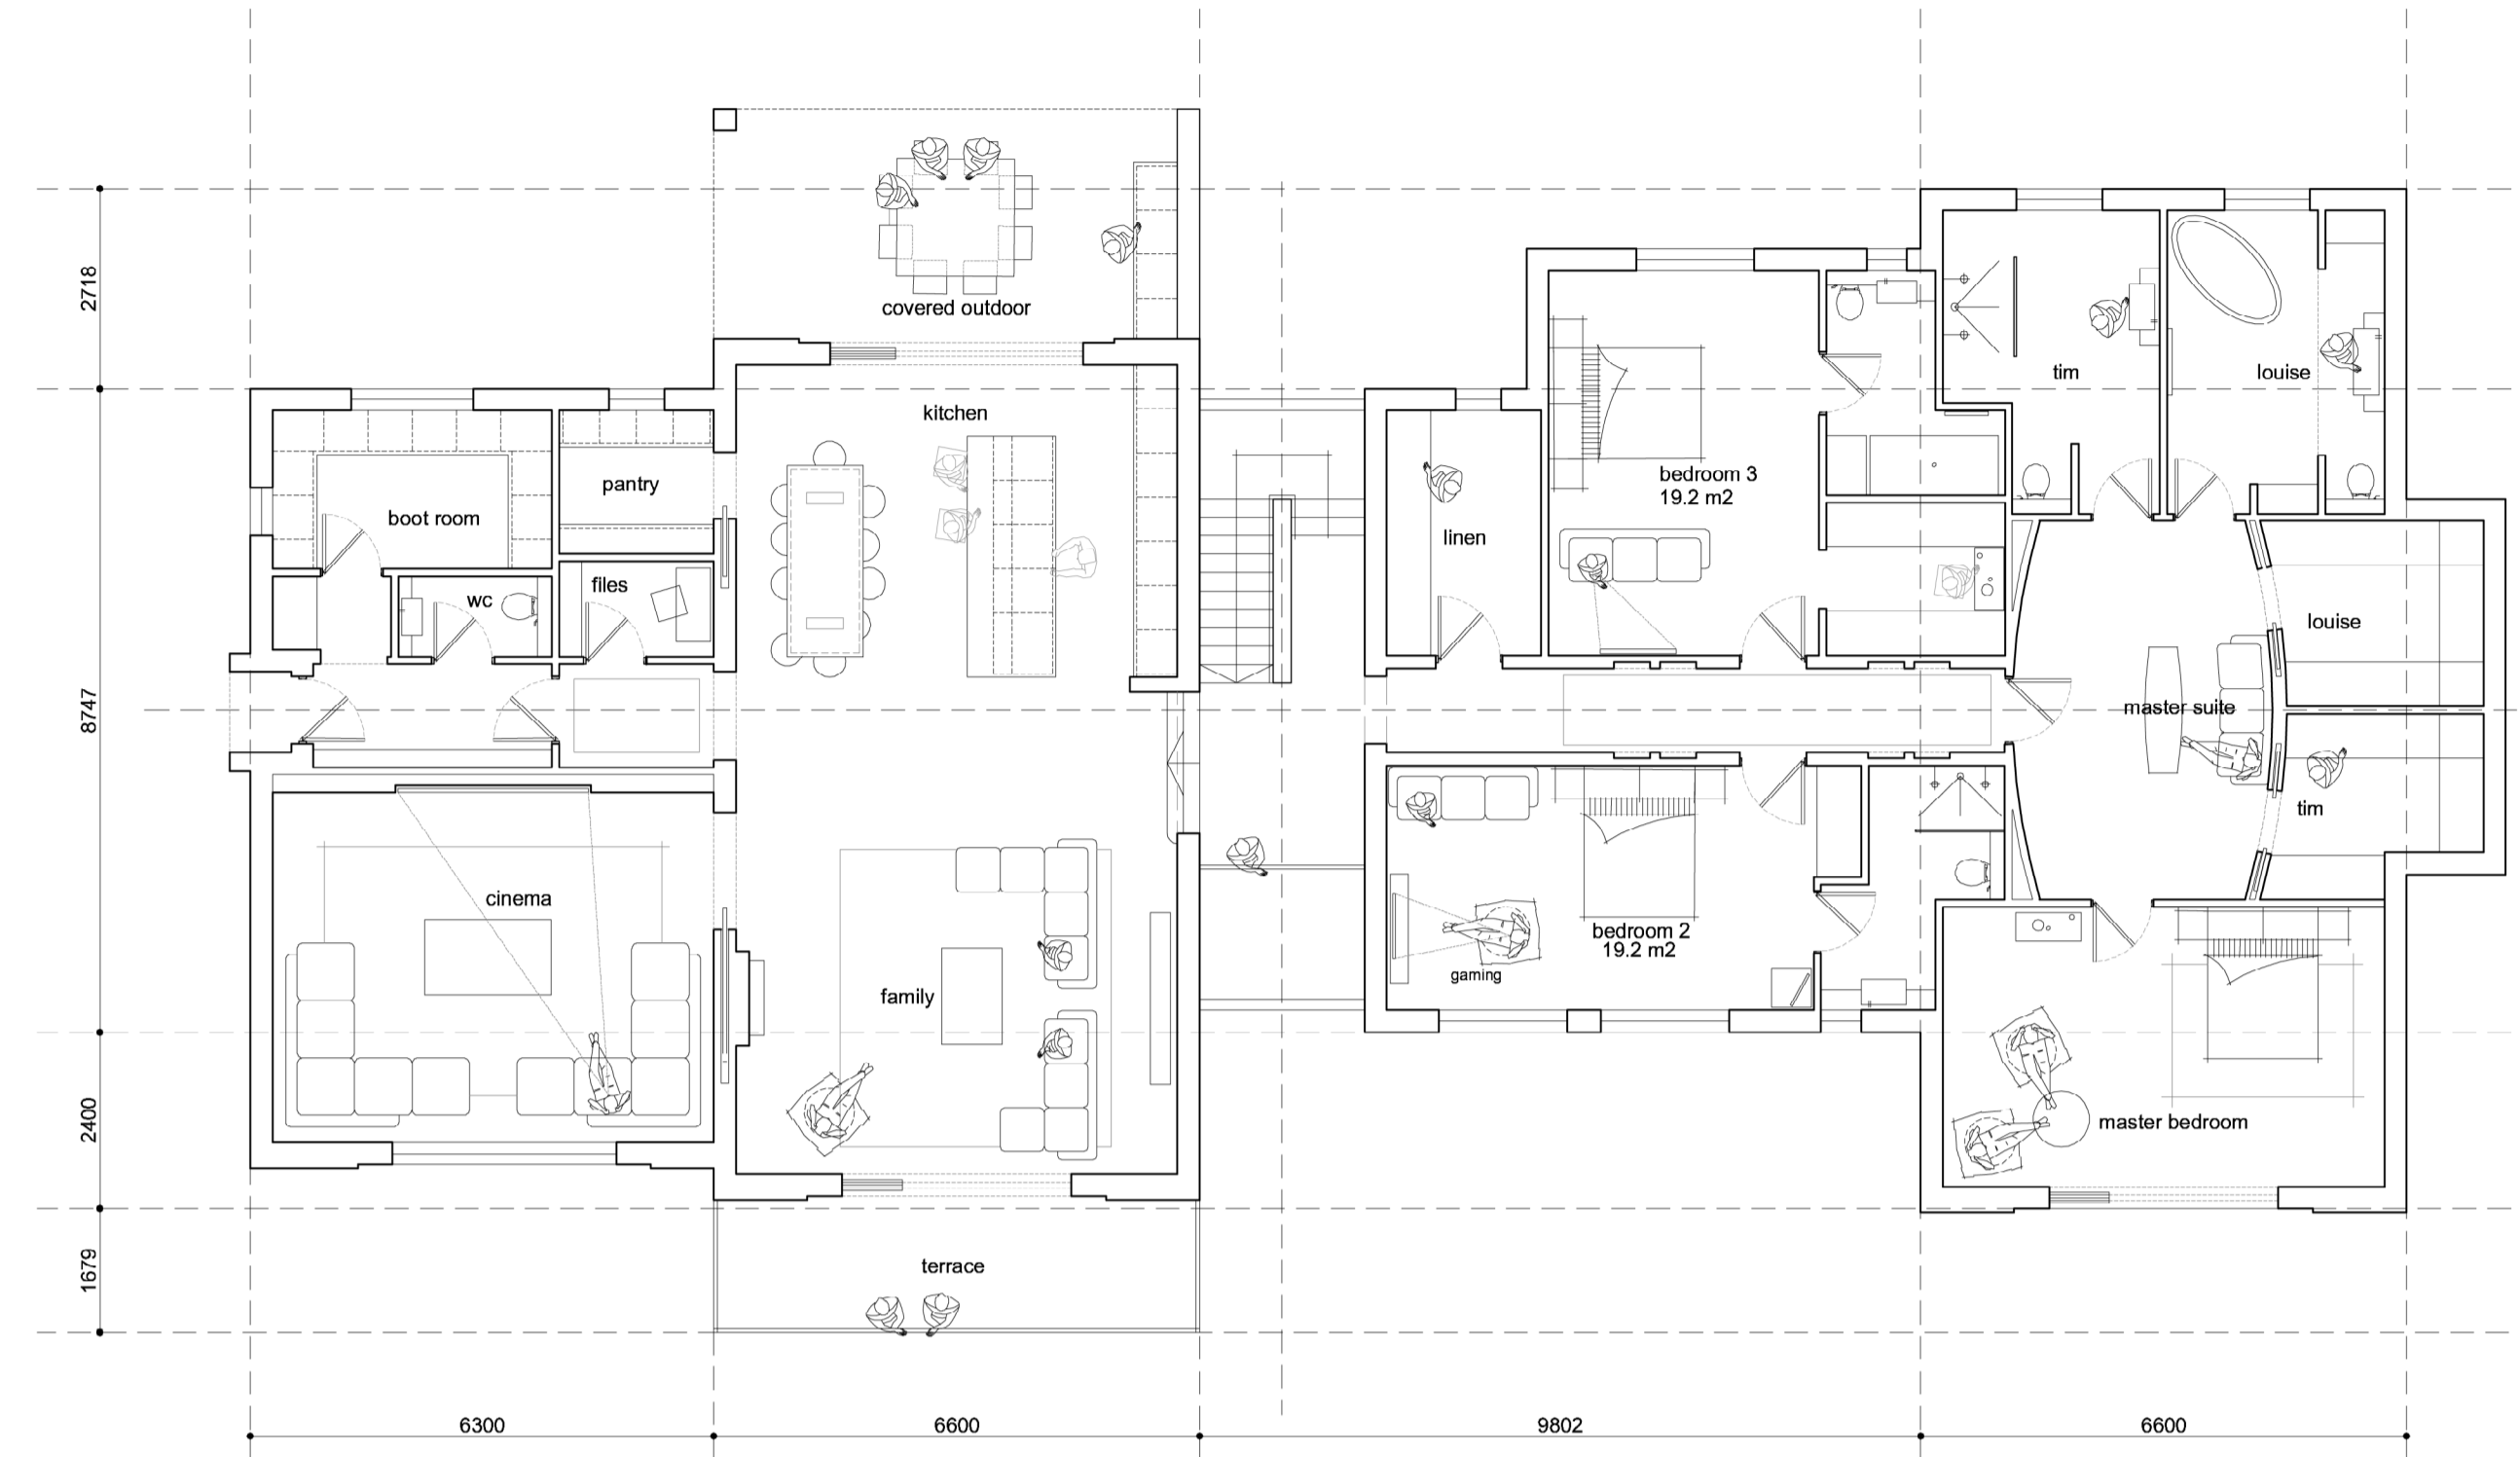 covered outdoor
2718
tim
louise
kitchen
bedroom 3
19.2 m2
pantry
boot room
linen
files
wc
louise
8747
master suite
tim
cinema
bedroom 2
19.2 m2
gaming
family
2400
master bedroom
1679
terrace
6300
6600
9802
6600